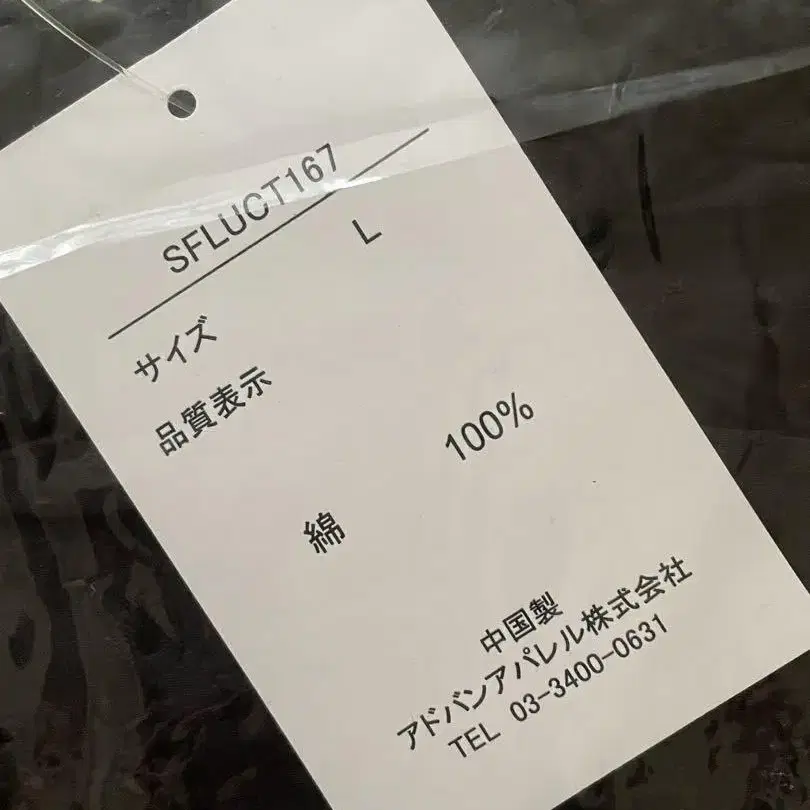 SFLUCT167
サイズ L
品質表示
綿 100%
中国製
アドバンアパレル株式会社
TEL 03-3400-0631